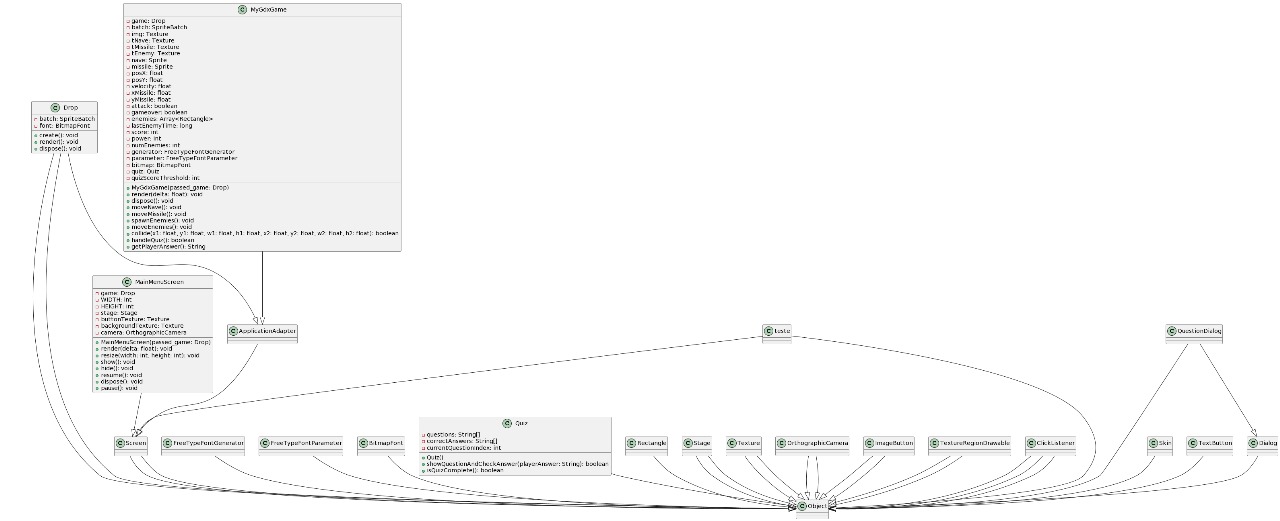 MyGdxGame
game: Drop
batch: SpriteBatch
img: Texture
tNave: Texture
tMissile: Texture
tEnemy: Texture
nave: Sprite
missile: Sprite
posX: float
posY: float
velocity: float
xMissile: float
yMissile: float
attack: boolean
gameover: boolean
enemies: Array<Rectangle>
lastEnemyTime: long
score: int
power: int
numEnemies: int
generator: FreeTypeFontGenerator
parameter: FreeTypeFontParameter
bitmap: BitmapFont
quiz: Quiz
quizScoreThreshold: int
MyGdxGame(passed_game: Drop)
render(delta: float): void
dispose(): void
moveNave(): void
moveMissile(): void
spawnEnemies(): void
moveEnemies(): void
collide(x1: float, y1: float, w1: float, h1: float, x2: float, y2: float, w2: float, h2: float): boolean
handleQuiz(): boolean
getPlayerAnswer(): String
Drop
batch: SpriteBatch
font: BitmapFont
create(): void
render(): void
dispose(): void
MainMenuScreen
game: Drop
WIDTH: int
HEIGHT: int
stage: Stage
buttonTexture: Texture
backgroundTexture: Texture
camera: OrthographicCamera
MainMenuScreen(passed_game: Drop)
render(delta: float): void
resize(width: int, height: int): void
show(): void
hide(): void
resume(): void
dispose(): void
pause(): void
ApplicationAdapter
teste
QuestionDialog
Screen
FreeTypeFontGenerator
FreeTypeFontParameter
BitmapFont
Quiz
questions: String[]
correctAnswers: String[]
currentQuestionIndex: int
Quiz()
showQuestionAndCheckAnswer(playerAnswer: String): boolean
isQuizComplete(): boolean
Rectangle
Stage
Texture
OrthographicCamera
ImageButton
TextureRegionDrawable
ClickListener
Skin
TextButton
Dialog
Object